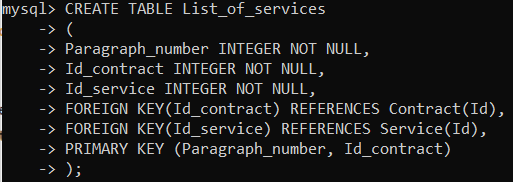 mysql> CREATE TABLE List_of_services
-> (
-> Paragraph_number INTEGER NOT NULL,
-> Id_contract INTEGER NOT NULL,
-> Id_service INTEGER NOT NULL,
-> FOREIGN KEY(Id_contract) REFERENCES Contract(Id),
-> FOREIGN KEY(Id_service) REFERENCES Service(Id),
-> PRIMARY KEY (Paragraph_number, Id_contract)
-> );